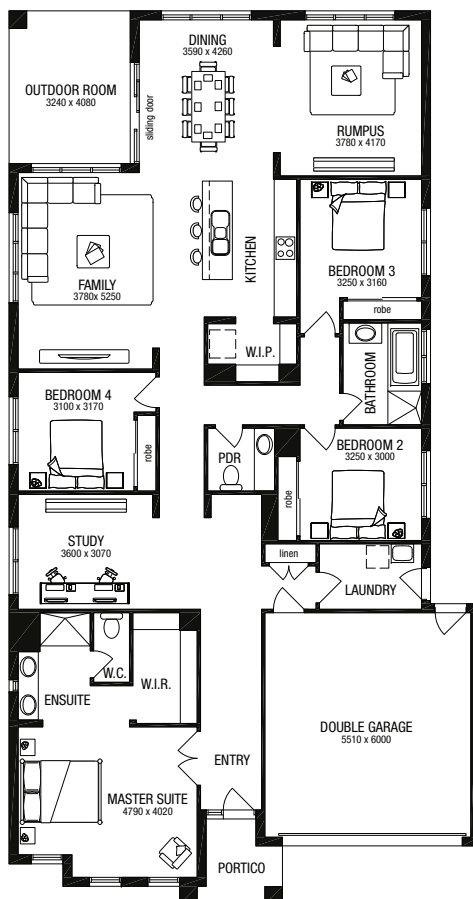 DINING
3590 x 4260
OUTDOOR ROOM
3240 x 4080
sliding door
RUMPUS
3780 x 4170
KITCHEN
FAMILY
3780x 5250
BEDROOM 3
3250 x 3160
robe
W.I.P.
BATHROOM
BEDROOM 4
3100 x 3170
robe
PDR
BEDROOM 2
3250 x 3000
robe
STUDY
3600 x 3070
linen
LAUNDRY
W.C.
W.I.R.
ENSUITE
DOUBLE GARAGE
5510 x 6000
ENTRY
MASTER SUITE
4790 x 4020
PORTICO